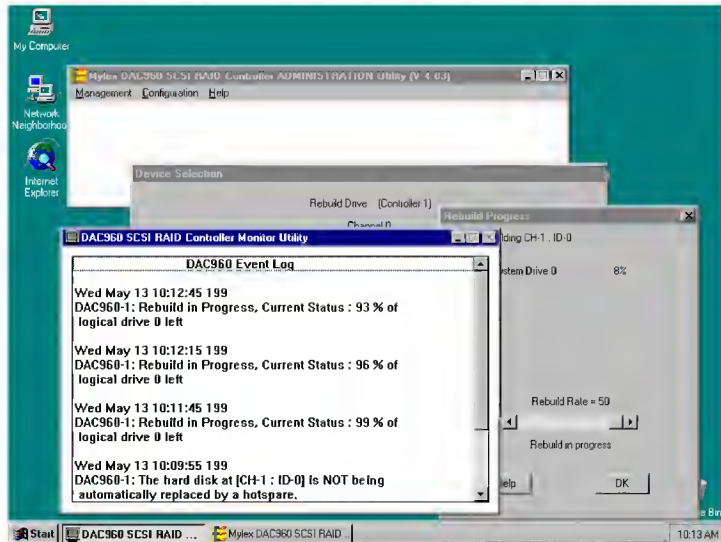 My Computer
Network
Neighborhoo
Internet
Explorer
Mylex DAC960 SCSI RAID Controller ADMINISTRATION Utility (V 4.03)
Management Configuration Help
Device Selection
Rebuild Drive (Controller 1)
Channel 0
Rebuild Progress
lding CH-1 . ID-0
ystem Drive 0 8%
Rebuild Rate = 50
Rebuild in progress
elp
OK
DAC960 SCSI RAID Controller Monitor Utility
DAC960 Event Log
Wed May 13 10:12:45 199
DAC960-1: Rebuild in Progress, Current Status : 93 % of
logical drive 0 left
Wed May 13 10:12:15 199
DAC960-1: Rebuild in Progress, Current Status : 96 % of
logical drive 0 left
Wed May 13 10:11:45 199
DAC960-1: Rebuild in Progress, Current Status : 99 % of
logical drive 0 left
Wed May 13 10:09:55 199
DAC960-1: The hard disk at [CH-1 : ID-0] is NOT being
automatically replaced by a hotspare.
e Bin
Start
DAC960 SCSI RAID ...
Mylex DAC960 SCSI RAID ...
10:13 AM